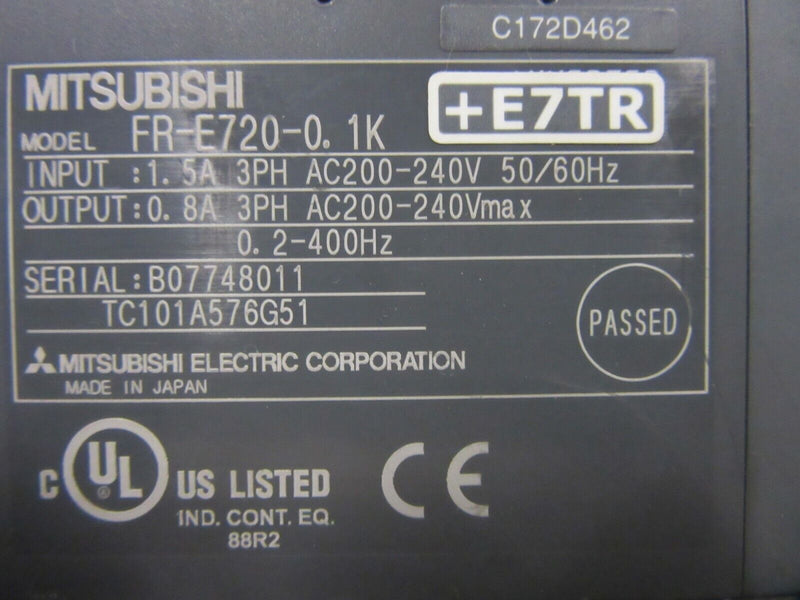 C172D462
MITSUBISHI
+E7TR
MODEL FR-E720-0.1K
INPUT :1.5A 3PH AC200-240V 50/60Hz
OUTPUT:0.8A 3PH AC200-240Vmax
0.2-400Hz
SERIAL:B07748011
TC101A576G51
PASSED
MITSUBISHI ELECTRIC CORPORATION
MADE IN JAPAN
C UL ® US LISTED
IND. CONT. EQ.
88R2
CE